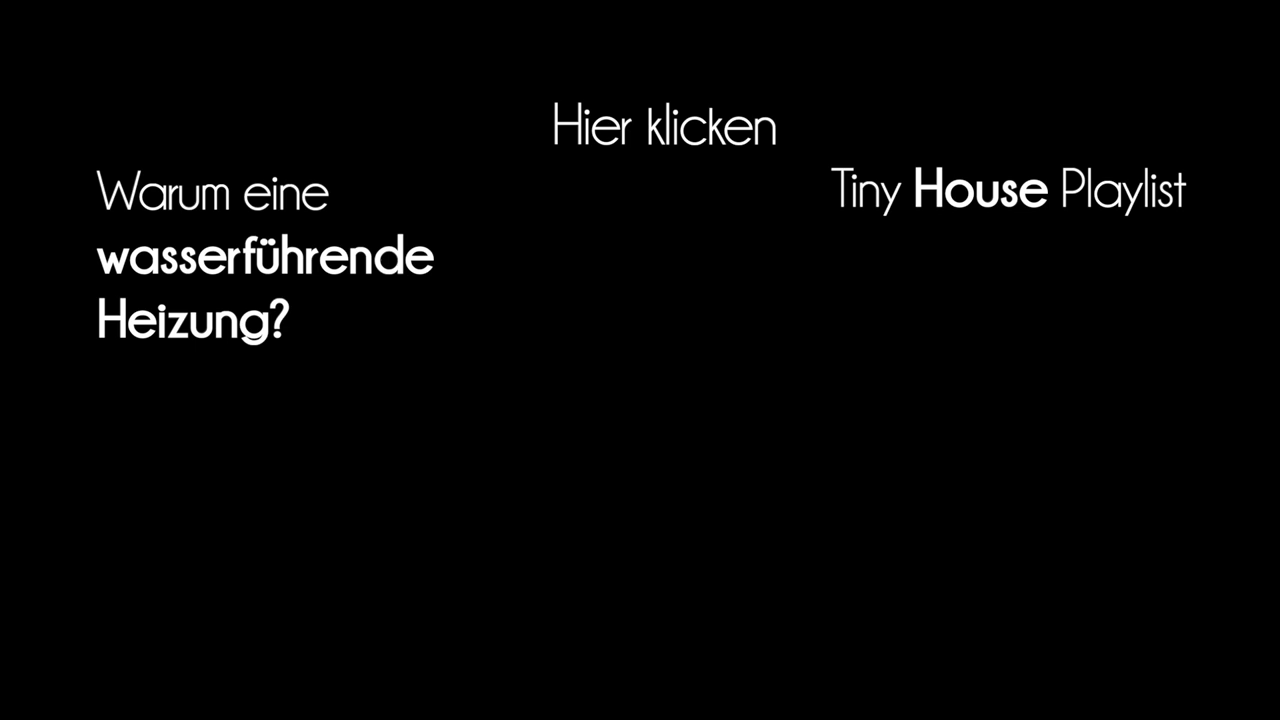 Hier klicken
Warum eine
wasserführende
Heizung?
Tiny House Playlist